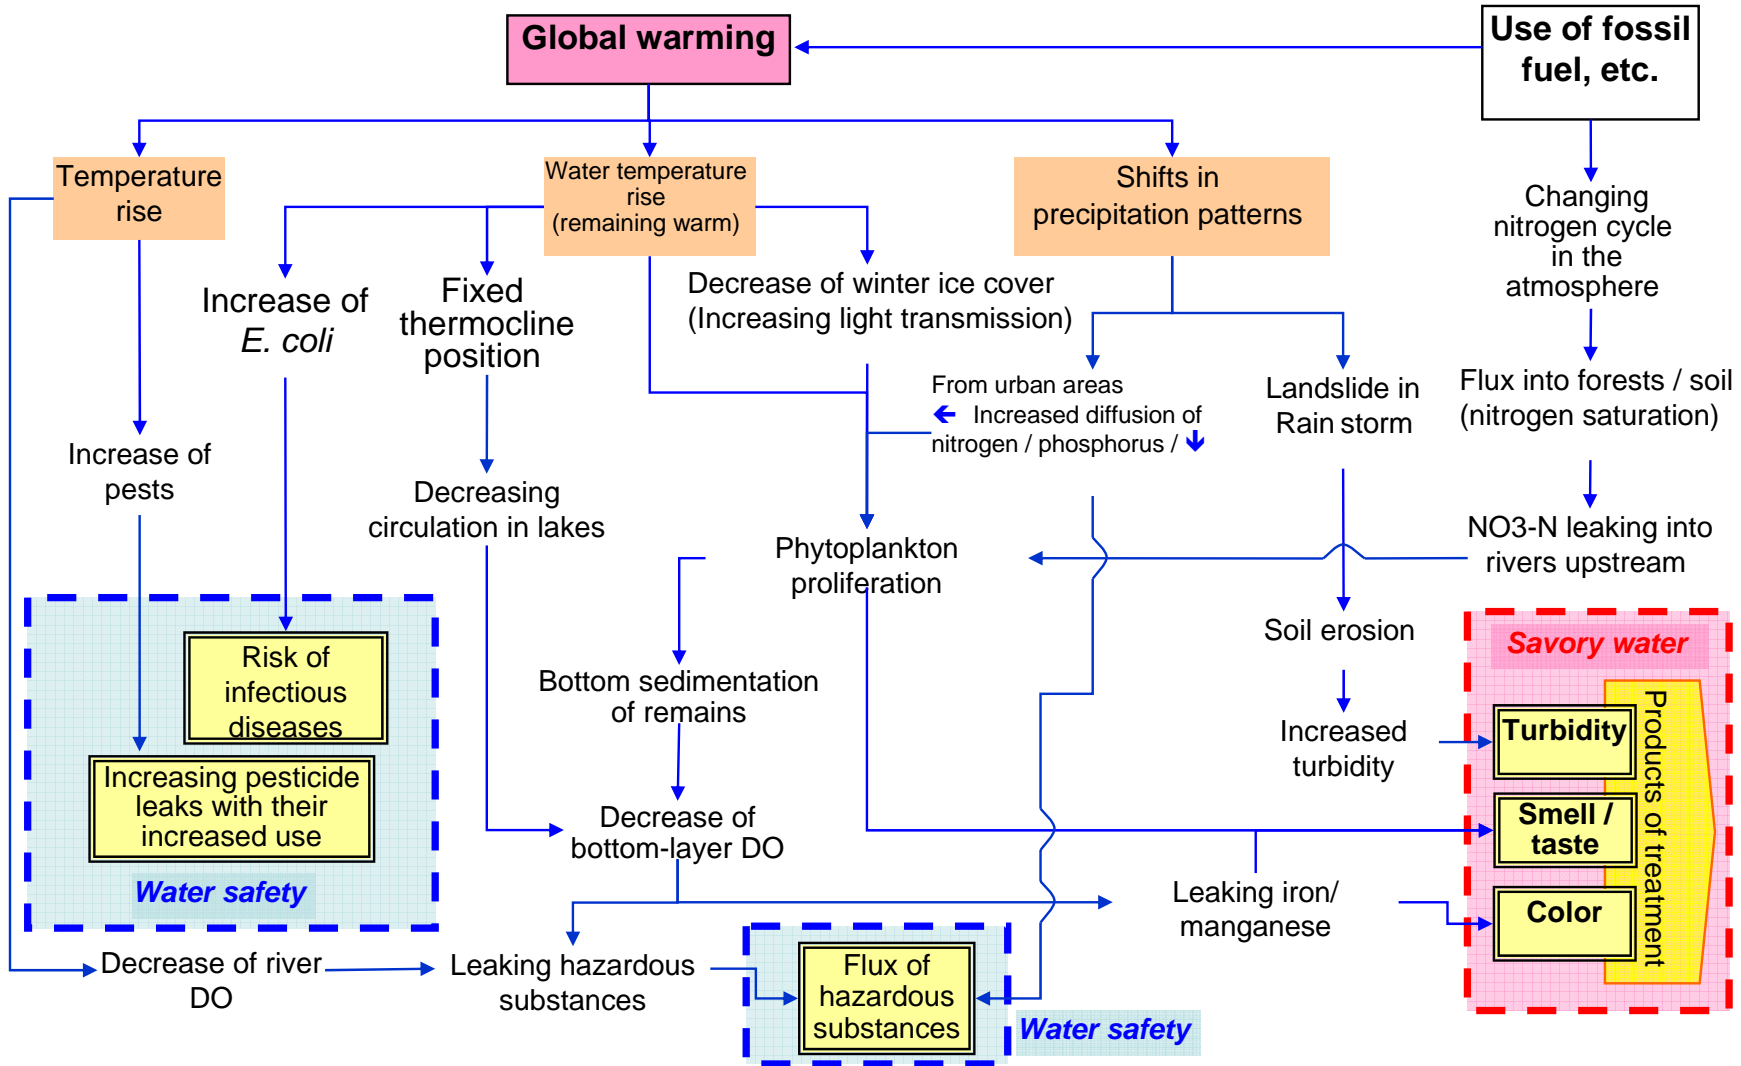 Global warming
Use of fossil
fuel, etc.
Temperature
rise
Water temperature
rise
(remaining warm)
Shifts in
precipitation patterns
Changing
nitrogen cycle
in the
atmosphere
Increase of
E. coli
Fixed
thermocline
position
Decrease of winter ice cover
(Increasing light transmission)
From urban areas
Increased diffusion of
nitrogen / phosphorus /
Landslide in
Rain storm
Flux into forests / soil
(nitrogen saturation)
Increase of
pests
Decreasing
circulation in lakes
Phytoplankton
proliferation
NO3-N leaking into
rivers upstream
Risk of
infectious
diseases
Increasing pesticide
leaks with their
increased use
Water safety
Bottom sedimentation
of remains
Soil erosion
Increased
turbidity
Savory water
Turbidity
Smell /
taste
Color
Products of treatment
Decrease of
bottom-layer DO
Leaking iron/
manganese
Decrease of river
DO
Leaking hazardous
substances
Flux of
hazardous
substances
Water safety